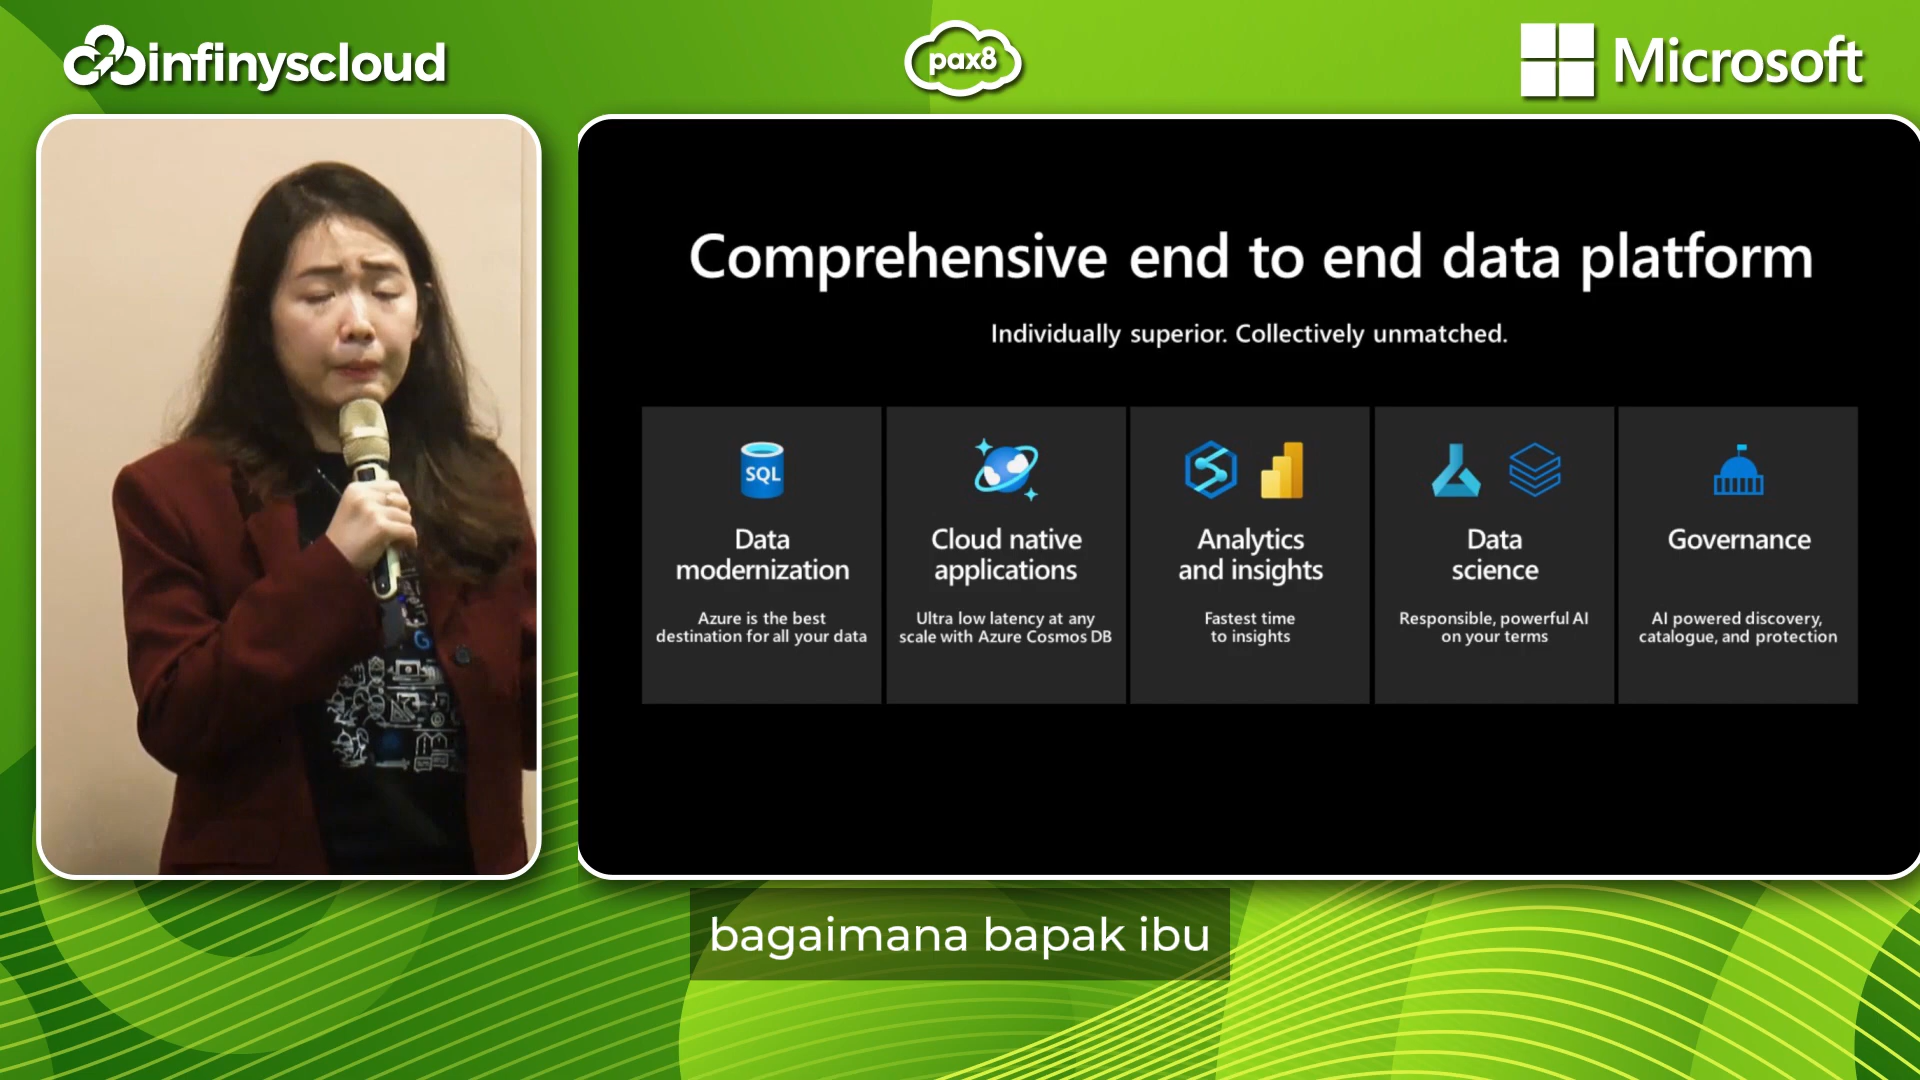 infinyscloud
pax8
Microsoft
Comprehensive end to end data platform
Individually superior. Collectively unmatched.
SQL
Data
modernization
Azure is the best
destination for all your data
Cloud native
applications
Ultra low latency at any
scale with Azure Cosmos DB
Analytics
and insights
Fastest time
to insights
Data
science
Responsible, powerful AI
on your terms
Governance
AI powered discovery,
catalogue, and protection
bagaimana bapak ibu